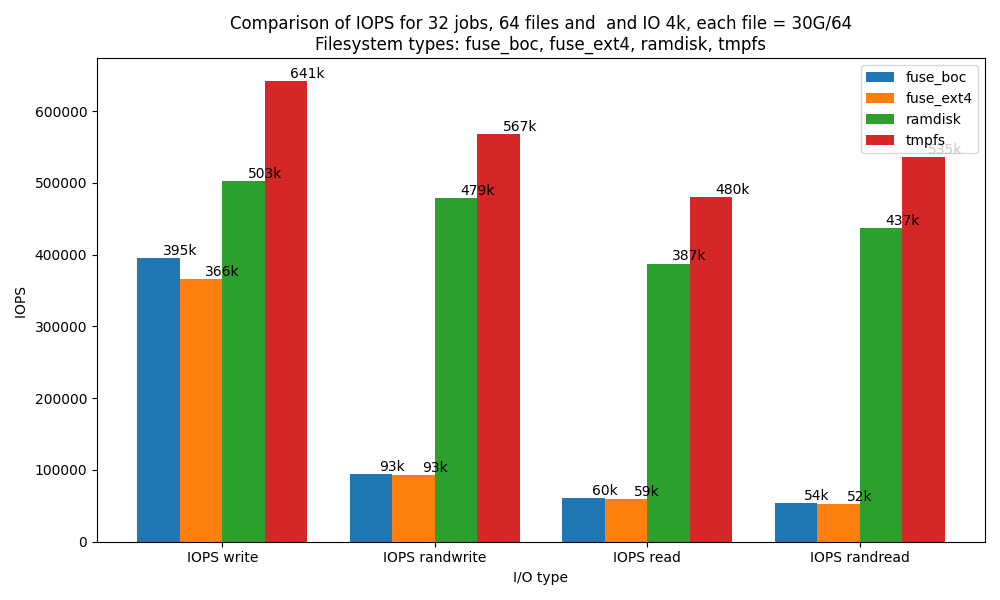 Comparison of IOPS for 32 jobs, 64 files and  and IO 4k, each file = 30G/64
Filesystem types: fuse_boc, fuse_ext4, ramdisk, tmpfs
fuse_boc
fuse_ext4
ramdisk
tmpfs
641k
567k
535k
503k
479k
480k
437k
395k
387k
366k
93k
93k
60k
59k
54k
52k
IOPS
600000
500000
400000
300000
200000
100000
0
IOPS write
IOPS randwrite
IOPS read
IOPS randread
I/O type